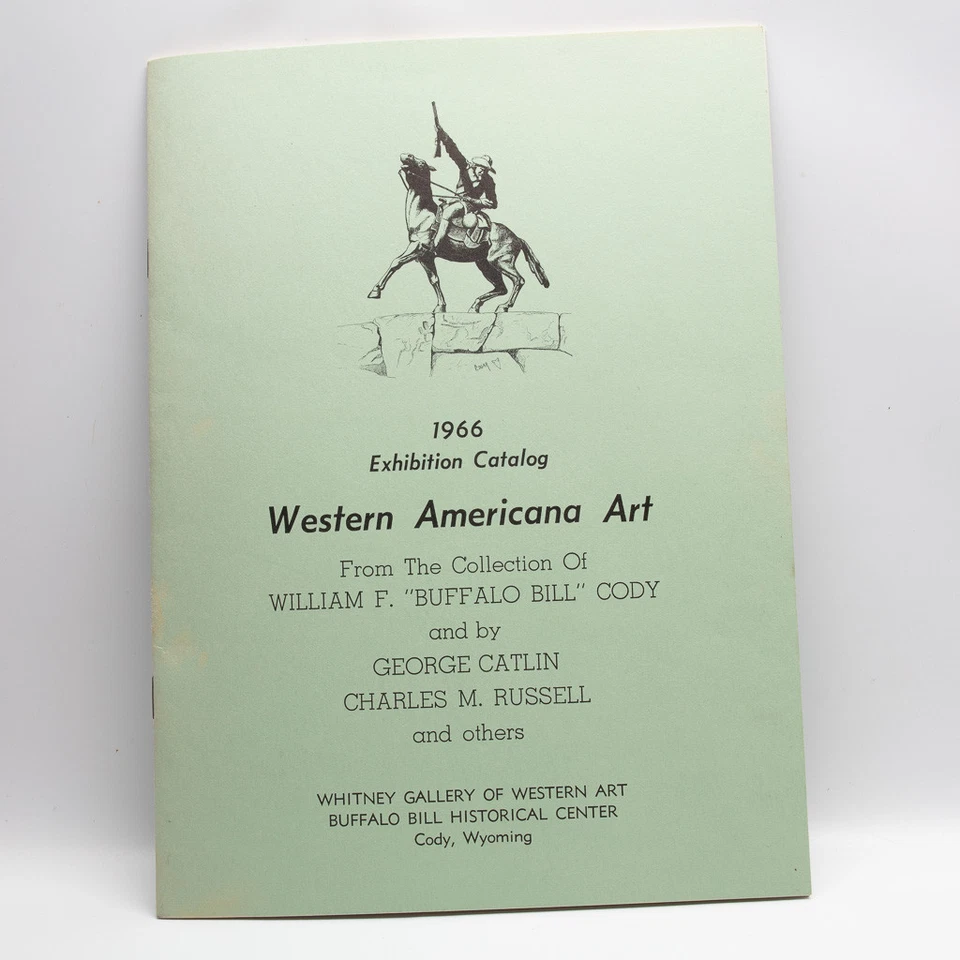 1966
Exhibition Catalog
Western Americana Art
From The Collection Of
WILLIAM F. "BUFFALO BILL" CODY
and by
GEORGE CATLIN
CHARLES M. RUSSELL
and others
WHITNEY GALLERY OF WESTERN ART
BUFFALO BILL HISTORICAL CENTER
Cody, Wyoming